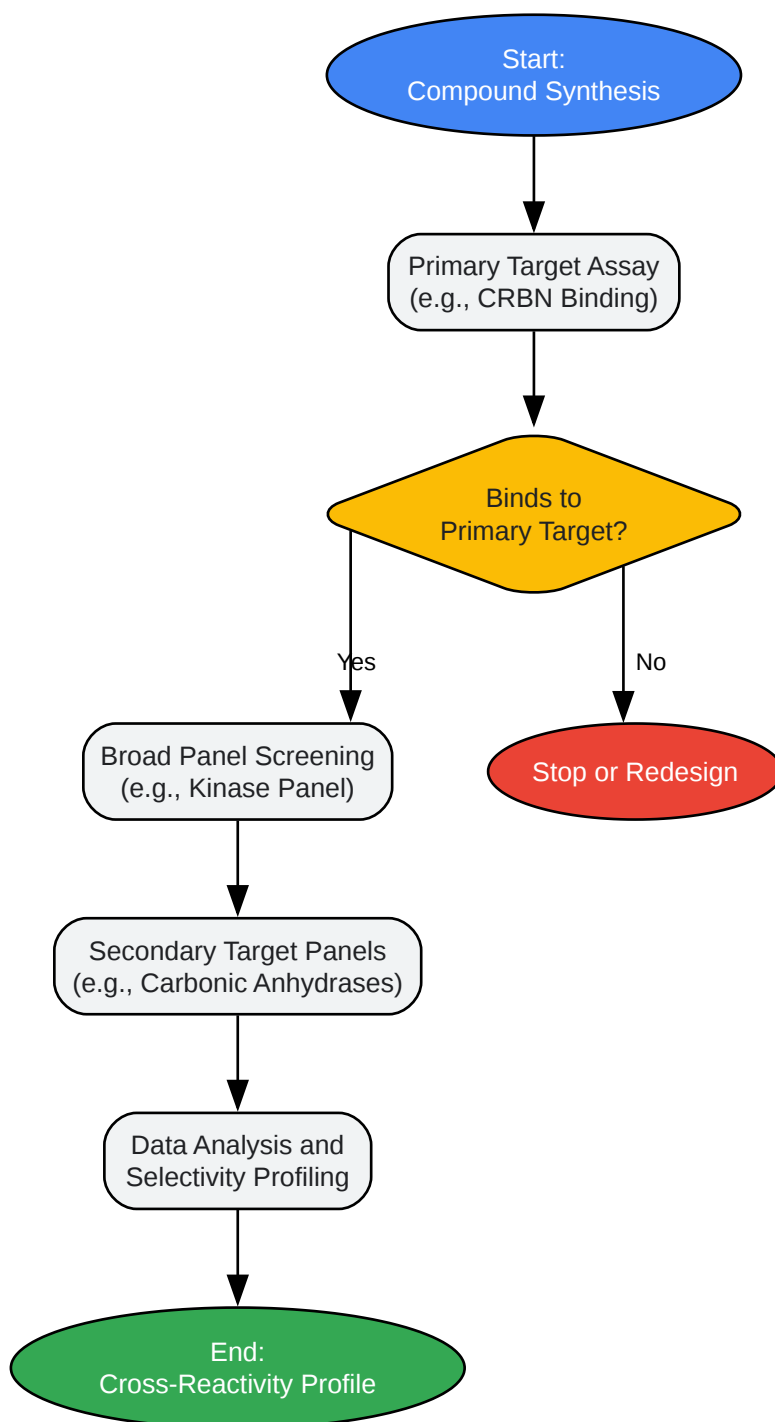 Start:
Compound Synthesis
Primary Target Assay
(e.g., CRBN Binding)
Binds to
Primary Target?
Yes
No
Broad Panel Screening
(e.g., Kinase Panel)
Stop or Redesign
Secondary Target Panels
(e.g., Carbonic Anhydrases)
Data Analysis and
Selectivity Profiling
End:
Cross-Reactivity Profile